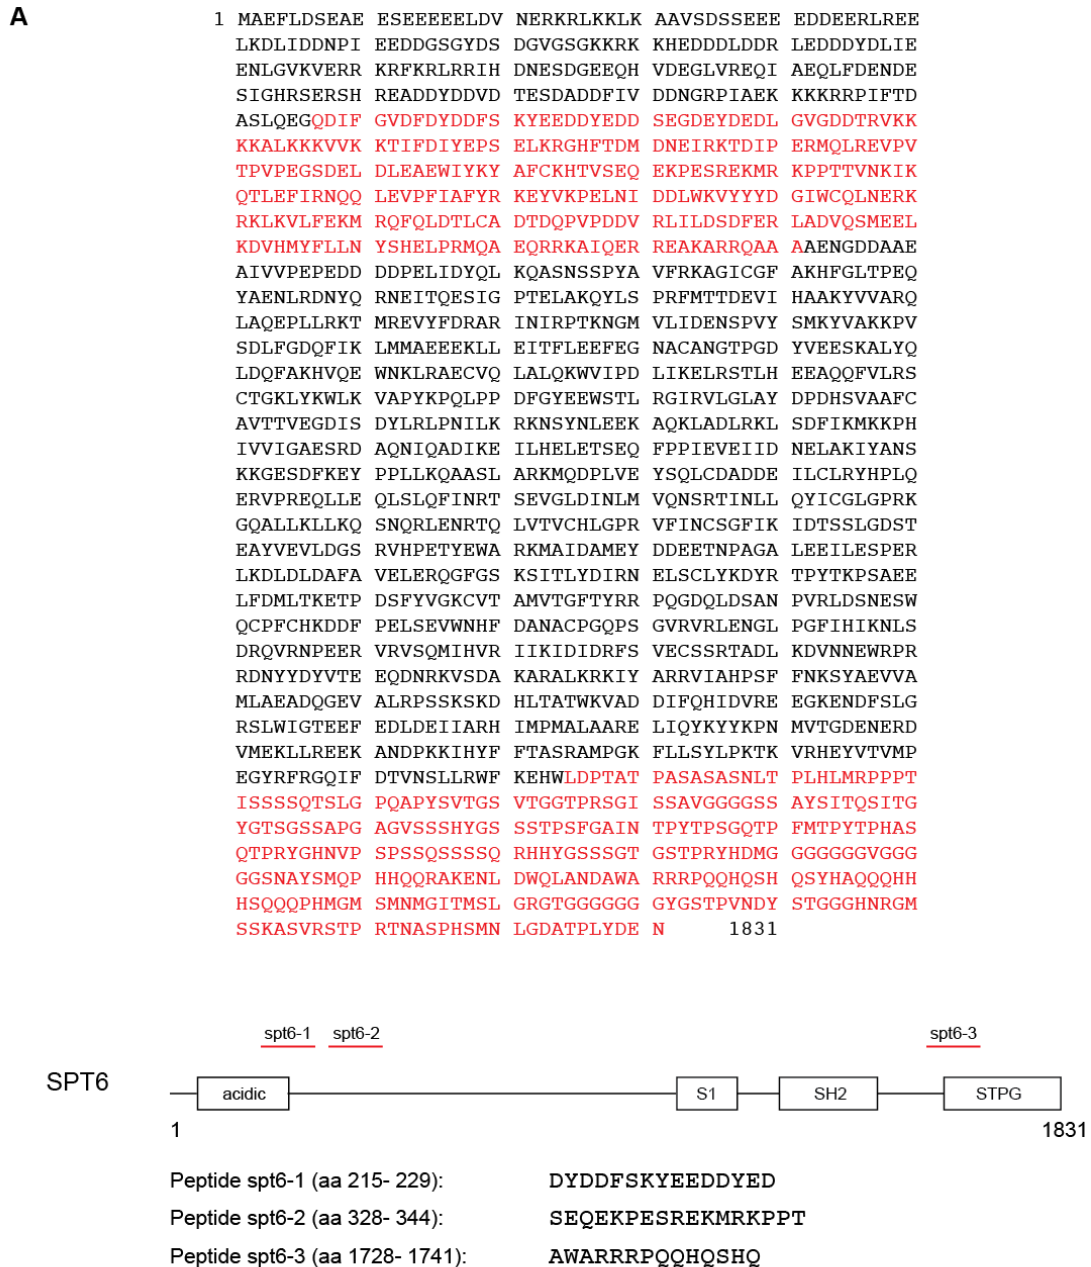 A
1 MAEFLDSEAE ESEEEEELDV NERKRLKKLK AAVSDSSEEE EDDEERLREE
LKDLIDDNPI EEDDGSGYDS DGVGSGKKRK KHEDDDLDDR LEDDDYDLIE
ENLGVKVERR KRFKRLRRIH DNESDGEEQH VDEGLVREQI AEQLFDENDE
SIGHRSERSH READDYDDVD TESDADDFIV DDNGRPIAEK KKKRRPIFTD
ASLQEGQDIF GVDFDYDDFS KYEEDDYEDD SEGDEYDEDL GVGDDTRVKK
KKALKKKVVK KTIFDIYEPS ELKRGHFTDM DNEIRKTDIP ERMQLREVPV
TPVPEGSDEL DLEAEWIYKY AFCKHTVSEQ EKPESREKMR KPPTTVNKIK
QTLEFIRNQQ LEVPFIAFYR KEYVKPELNI DDLWKVYYYD GIWCQLNERK
RKLKVLFEKM RQFQLDTLCA DTDQPVPDDV RLILDSDFER LADVQSMEEL
KDVHMYFLLN YSHELPRMQA EQRRKAIQER REAKARRQAA AAENGDDAAE
AIVVPEPEDD DDPELIDYQL KQASNSSPYA VFRKAGICGF AKHFGLTPEQ
YAENLRDNYQ RNEITQESIG PTELAKQYLS PRFMTTDEVI HAAKYVVARQ
LAQEPLLRKT MREVYFDRAR INIRPTKNGM VLIDENSPVY SMKYVAKKPV
SDLFGDQFIK LMMAEEEKLL EITFLEEFEG NACANGTPGD YVEESKALYQ
LDQFAKHVQE WNKLRAECVQ LALQKWVIPD LIKELRSTLH EEAQQFVLRS
CTGKLYKWLK VAPYKPQLPP DFGYEEWSTL RGIRVLGLAY DPDHSVAAFC
AVTTVEGDIS DYLRLPNILK RKNSYNLEEK AQKLADLRKL SDFIKMKKPH
IVVIGAESRD AQNIQADIKE ILHELETSEQ FPPIEVEIID NELAKIYANS
KKGESDFKEY PPLLKQAASL ARKMQDPLVE YSQLCDADDE ILCLRYHPLQ
ERVPREQLLE QLSLQFINRT SEVGLDINLM VQNSRTINLL QYICGLGPRK
GQALLKLLKQ SNQRLENRTQ LVTVCHLGPR VFINCSGFIK IDTSSLGDST
EAYVEVLDGS RVHPETYEWA RKMAIDAMEY DDEETNPAGA LEEILESPER
LKDLDLDAFA VELERQGFGS KSITLYDIRN ELSCLYKDYR TPYTKPSAEE
LFDMLTKETP DSFYVGKCVT AMVTGFTYRR PQGDQLDSAN PVRLDSNESW
QCPFCHKDDF PELSEVWNHF DANACPGQPS GVRVRLENGL PGFIHIKNLS
DRQVRNPEER VRVSQMIHVR IIKIDIDRFS VECSSRTADL KDVNNEWRPR
RDNYYDYVTE EQDNRKVSDA KARALKRKIY ARRVIAHPSF FNKSYAEVVA
MLAEADQGEV ALRPSSKSKD HLTATWKVAD DIFQHIDVRE EGKENDFSLG
RSLWIGTEEF EDLDEIIARH IMPMALAARE LIQYKYYKPN MVTGDENERD
VMEKLLREEK ANDPKKIHYF FTASRAMPGK FLLSYLPKTK VRHEYVTVMP
EGYRFRGQIF DTVNSLLRWF KEHWLDPTAT PASASASNLT PLHLMRPPPT
ISSSSQTSLG PQAPYSVTGS VTGGTPRSGI SSAVGGGGSS AYSITQSITG
YGTSGSSAPG AGVSSSHYGS SSTPSFGAIN TPYTPSGQTP FMTPYTPHAS
QTPRYGHNVP SPSSQSSSSQ RHHYGSSSGT GSTPRYHDMG GGGGGGVGGG
GGSNAYSMQP HHQQRAKENL DWQLANDAWA RRRPQQHQSH QSYHAQQQHH
HSQQQPHMGM SMNMGITMSL GRGTGGGGGG GYGSTPVNDY STGGGHNRGM
SSKASVRSTP RTNASPHSMN LGDATPLYDE N 1831
spt6-1 spt6-2 spt6-3
SPT6 acidic S1 SH2 STPG
1 1831
Peptide spt6-1 (aa 215- 229): DYDDFSKYEEDDYED
Peptide spt6-2 (aa 328- 344): SEQEKPESREKMRKPPT
Peptide spt6-3 (aa 1728- 1741): AWARRRPQQHQSHQ